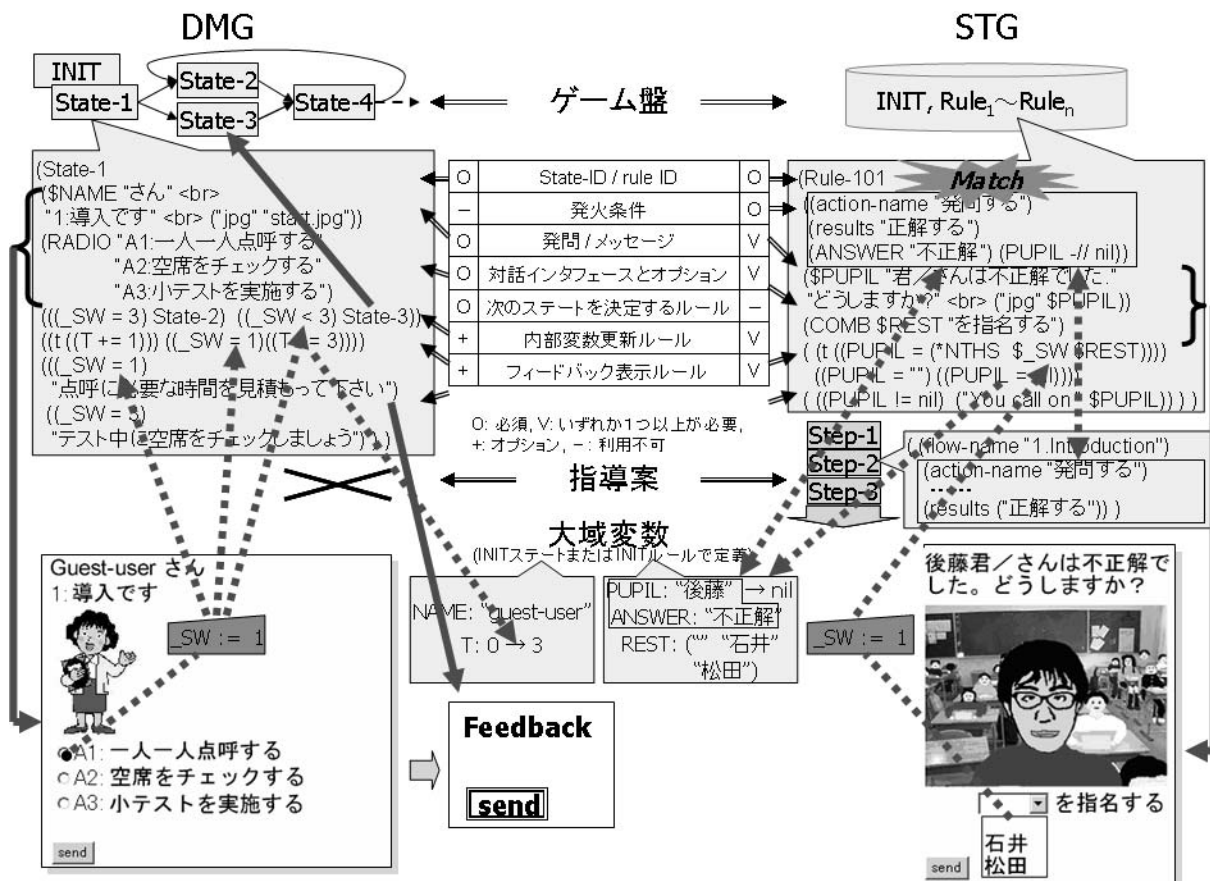 DMG
STG
INIT
State-1
State-2
State-3
State-4
ゲーム盤
INIT, Rule1～Rulen
(State-1
($NAME "さん" <br>
"1:導入です" <br> ("jpg" "start.jpg"))
(RADIO "A1:一人一人点呼する"
"A2:空席をチェックする"
"A3:小テストを実施する")
(((_SW = 3) State-2) ((_SW < 3) State-3))
((t ((T += 1))) ((_SW = 1)((T += 3))))
(((_SW = 1)
"点呼に必要な時間を見積もって下さい")
((_SW = 3)
"テスト中に空席をチェックしましょう") ) )
O State-ID / rule ID O
− 発火条件 O
O 発問 / メッセージ V
O 対話インタフェースとオプション V
O 次のステートを決定するルール −
+ 内部変数更新ルール V
+ フィードバック表示ルール V
O: 必須, V: いずれか1つ以上が必要,
+: オプション, −: 利用不可
Match
(Rule-101
((action-name "発問する")
(results "正解する")
(ANSWER "不正解") (PUPIL -// nil))
($PUPIL "君／さんは不正解でした."
"どうしますか?" <br> ("jpg" $PUPIL))
(COMB $REST "を指名する")
( (t ((PUPIL = (*NTHS $_SW $REST))))
((PUPIL = "") ((PUPIL = nil))))
( ((PUPIL != nil) ("You call on" $PUPIL)) ) )
指導案
Step-1
Step-2
Step-3
( (flow-name "1.Introduction")
(action-name "発問する")
......
(results ("正解する")) )
大域変数
(INITステートまたはINITルールで定義)
NAME: "guest-user"
T: 0 → 3
PUPIL: "後藤" → nil
ANSWER: "不正解"
REST: ("" "石井"
"松田")
Guest-user さん
1: 導入です
_SW := 1
A1: 一人一人点呼する
A2: 空席をチェックする
A3: 小テストを実施する
send
Feedback
send
_SW := 1
後藤君／さんは不正解で
した。どうしますか？
を指名する
石井
松田
send